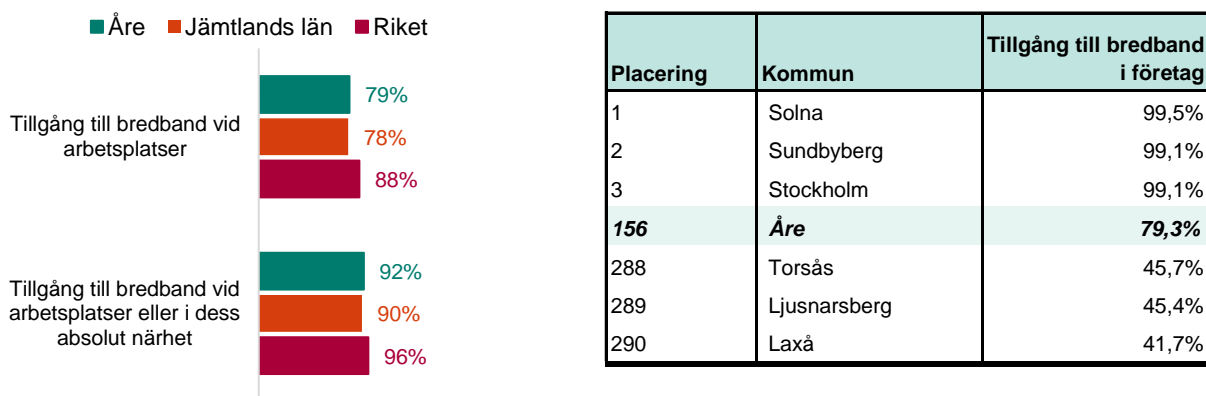 Åre Jämtlands län Riket
Tillgång till bredband vid
arbetsplatser
79%
78%
88%
Tillgång till bredband vid
arbetsplatser eller i dess
absolut närhet
92%
90%
96%
Placering Kommun Tillgång till bredband i företag
1 Solna 99,5%
2 Sundbyberg 99,1%
3 Stockholm 99,1%
156 Åre 79,3%
288 Torsås 45,7%
289 Ljusnarsberg 45,4%
290 Laxå 41,7%